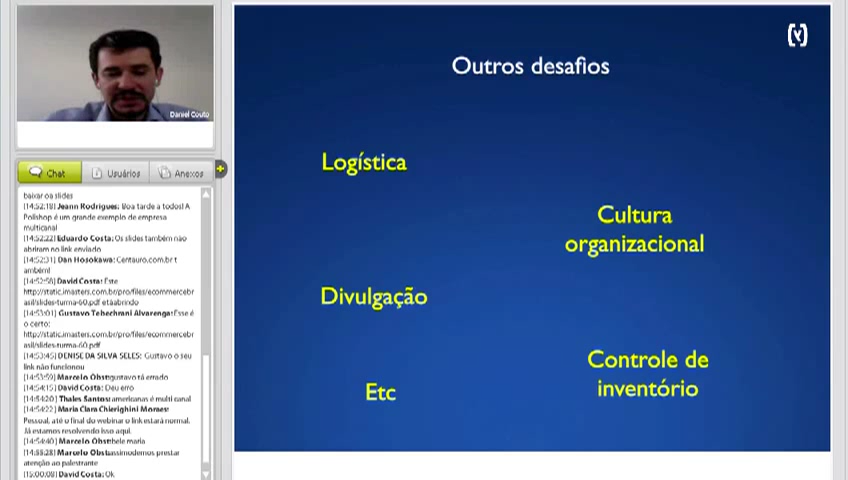 Daniel Couto
Chat
Usuários
Anexos
baixar os slides
[14:52:18] Jeann Rodrigues: Boa tarde a todos! A
Polishop é um grande exemplo de empresa
multicanal
[14:52:22] Eduardo Costa: Os slides também não
abriram no link enviado
[14:52:31] Dan Hosokawa: Centauro.com.br t
ambém!
[14:52:58] David Costa: Este
http://static.imasters.com.br/pro/files/ecommercebr
asil/slides-turma-60.pdf etáabrindo
[14:53:01] Gustavo Tehechrani Alvarenga: Esse é
o certo:
http://static.imasters.com.br/pro/files/ecommercebr
asil/slides-turma-60.pdf
[14:53:45] DENISE DA SILVA SELES: Gustavo o seu
link não funcionou
[14:53:59] Marcelo Obst: gustavo tá errado
[14:54:15] David Costa: Deu erro
[14:54:20] Thales Santos: americanas é multi canal
[14:54:22] Maria Clara Chierighini Moraes:
Pessoal, até o final do webinar o link estará normal.
Já estamos resolvendo isso aqui.
[14:54:40] Marcelo Obst: bele maria
[14:55:28] Marcelo Obst: assimodemos prestar
atenção ao palestrante
[15:00:08] David Costa: Ok
Outros desafios
Logística
Cultura
organizacional
Divulgação
Controle de
inventório
Etc